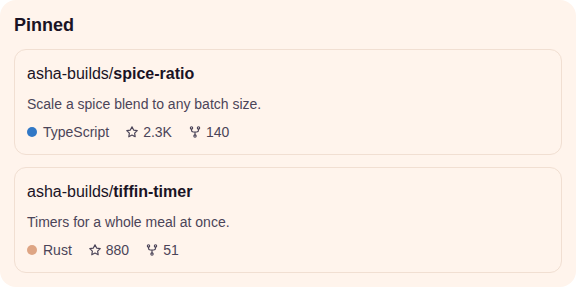 Pinned
asha-builds/spice-ratio
Scale a spice blend to any batch size.
TypeScript 2.3K 140
asha-builds/tiffin-timer
Timers for a whole meal at once.
Rust 880 51